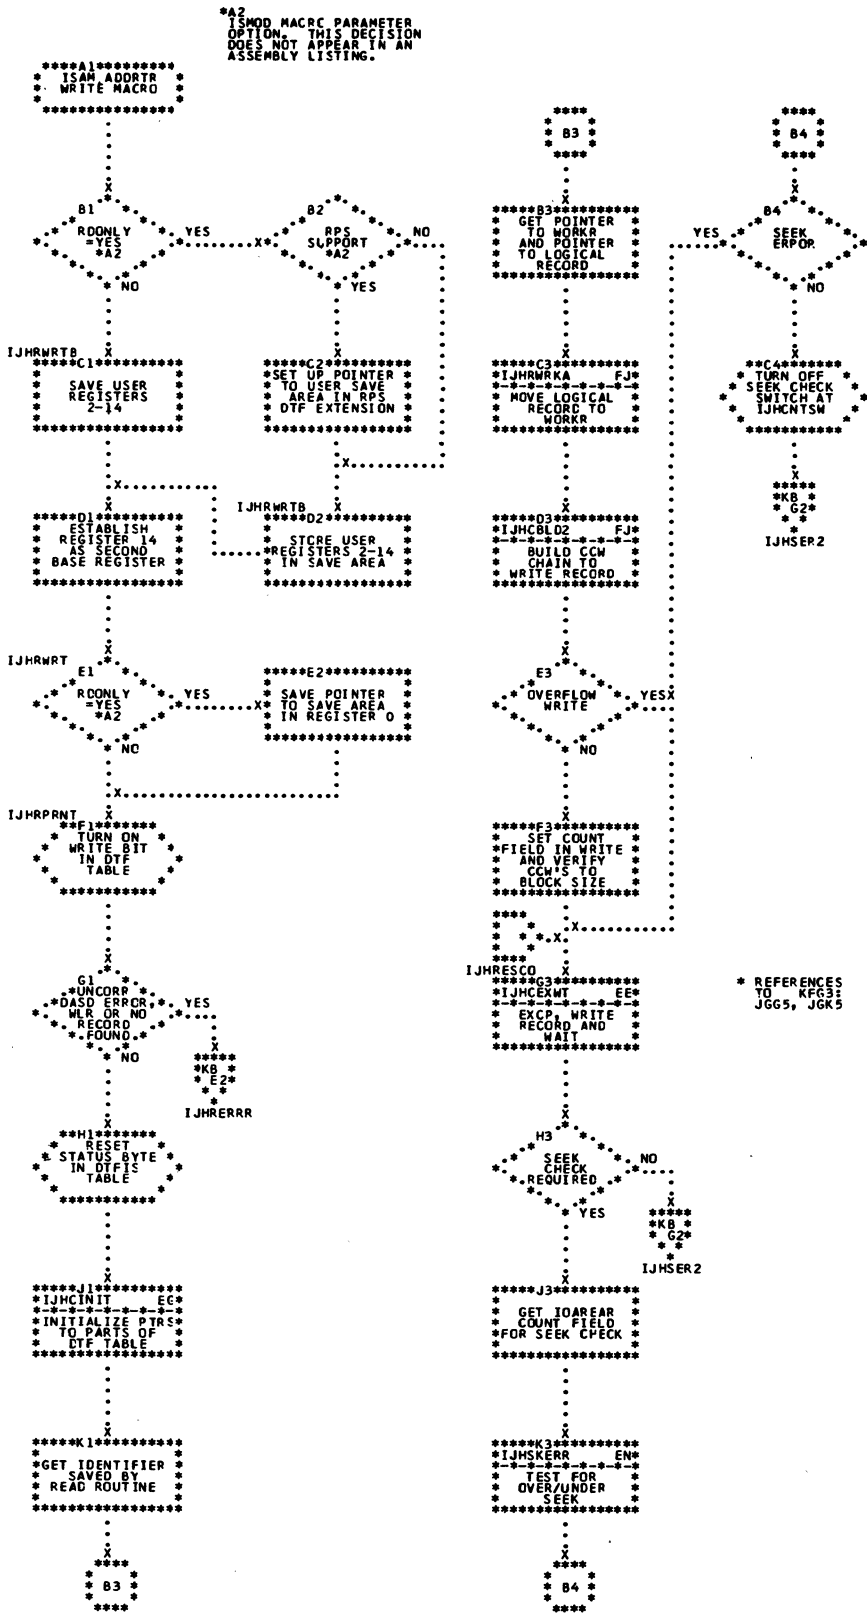 *A2
ISMOD MACRC PARAMETER
OPTION. THIS DECISION
DOES NOT APPEAR IN AN
ASSEMBLY LISTING.
A1
ISAM ADDRTR
WRITE MACRO
B1
RDONLY
=YES
*A2
YES
NO
B2
RPS
SUPPORT
*A2
NO
YES
IJHRWRTB
C1
SAVE USER
REGISTERS
2-14
C2
SET UP POINTER
TO USER SAVE
AREA IN RPS
DTF EXTENSION
D1
ESTABLISH
REGISTER 14
AS SECOND
BASE REGISTER
IJHRWRTB
D2
STCRE USER
REGISTERS 2-14
IN SAVE AREA
IJHRWRT
E1
RDONLY
=YES
*A2
YES
NO
E2
SAVE POINTER
TO SAVE AREA
IN REGISTER 0
IJHRPRNT
F1
TURN ON
WRITE BIT
IN DTF
TABLE
G1
UNCORR
DASD ERROR,
WLR OR NO
RECORD
FOUND
YES
NO
KB
E2
IJHRERRR
H1
RESET
STATUS BYTE
IN DTFIS
TABLE
J1
IJHCINIT EG
INITIALIZE PTRS
TO PARTS OF
DTF TABLE
K1
GET IDENTIFIER
SAVED BY
READ ROUTINE
B3
B3
B3
GET POINTER
TO WORKR
AND POINTER
TO LOGICAL
RECORD
C3
IJHRWRKA FJ
MOVE LOGICAL
RECORD TO
WORKR
D3
IJHCBLD2 FJ
BUILD CCW
CHAIN TO
WRITE RECORD
E3
OVERFLOW
WRITE
YES
NO
F3
SET COUNT
FIELD IN WRITE
AND VERIFY
CCW'S TO
BLOCK SIZE
IJHRESCO
G3
IJHCEXWT EE
EXCP, WRITE
RECORD AND
WAIT
H3
SEEK
CHECK
REQUIRED
NO
YES
KB
G2
IJHSER2
J3
GET IOAREAR
COUNT FIELD
FOR SEEK CHECK
K3
IJHSKERR EN
TEST FOR
OVER/UNDER
SEEK
B4
B4
B4
SEEK
ERPOR
YES
NO
C4
TURN OFF
SEEK CHECK
SWITCH AT
IJHCNTSW
KB
G2
IJHSER2
* REFERENCES
TO KFG3:
JGG5, JGK5